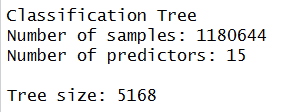 Classification Tree
Number of samples: 1180644
Number of predictors: 15
Tree size: 5168